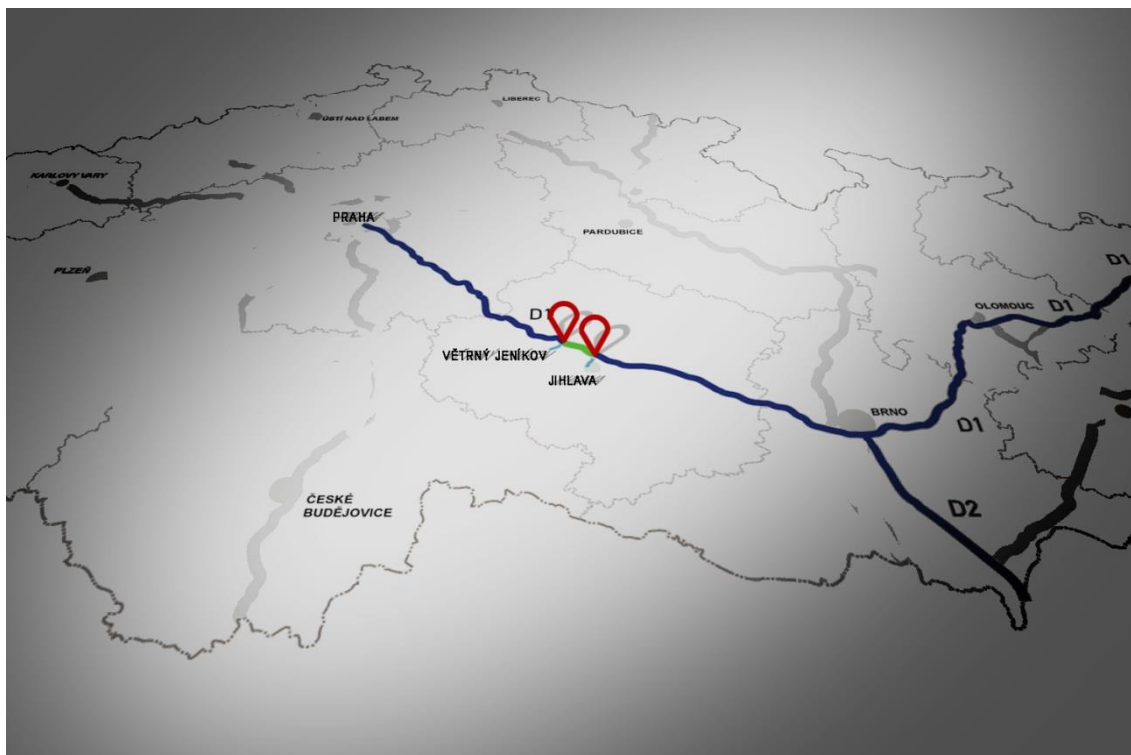 LIBEREC
ÚSTÍ NAD LABEM
KARLOVY VARY
PRAHA
PARDUBICE
PLZEŇ
D1
OLOMOUC
D1
D1
VĚTRNÝ JENÍKOV
JIHLAVA
BRNO
D1
ČESKÉ
BUDĚJOVICE
D2